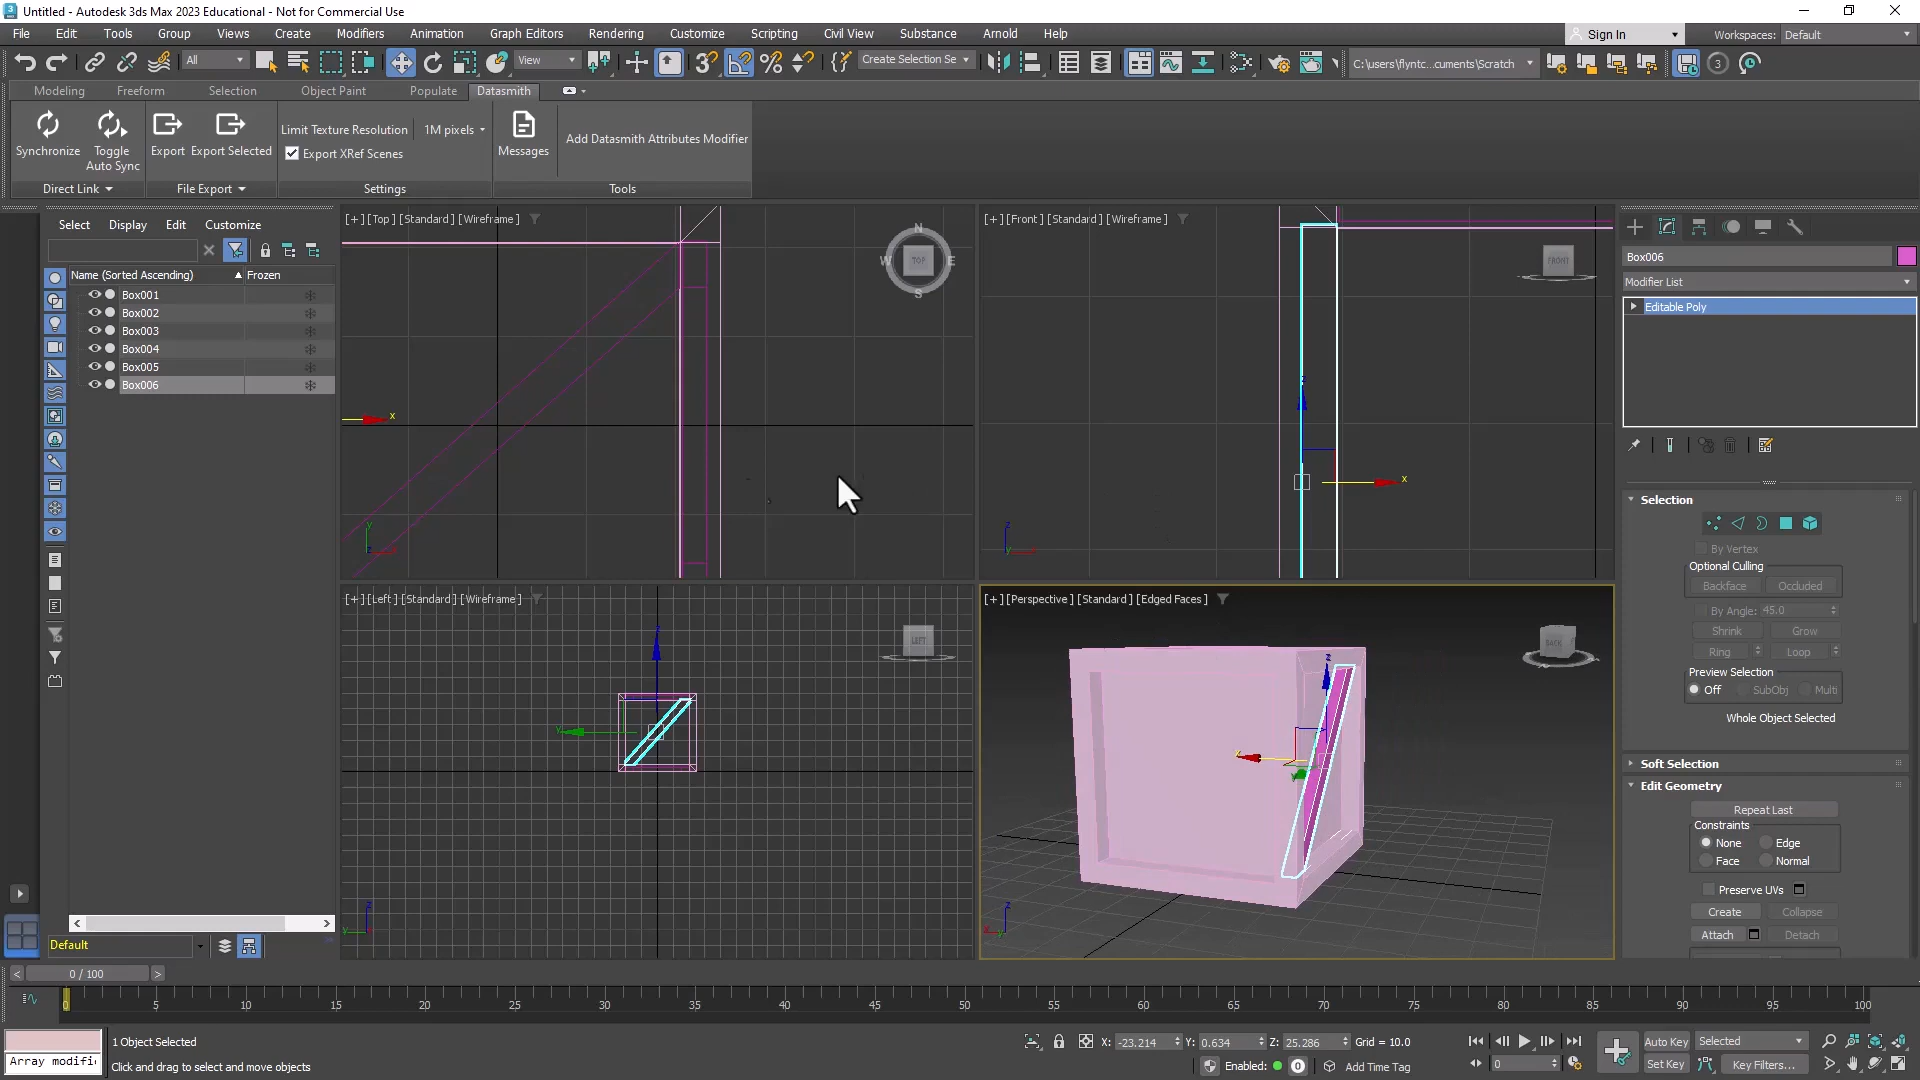 Untitled - Autodesk 3ds Max 2023 Educational - Not for Commercial Use
File Edit Tools Group Views Create Modifiers Animation Graph Editors Rendering Customize Scripting Civil View Substance Arnold Help Sign In Workspaces: Default
All View Create Selection Se C:\users\flyntc...cuments\Scratch
Modeling Freeform Selection Object Paint Populate Datasmith
Synchronize Toggle Auto Sync Export Export Selected Limit Texture Resolution 1M pixels Messages Add Datasmith Attributes Modifier
Export XRef Scenes
Direct Link File Export Settings Tools
Select Display Edit Customize
Name (Sorted Ascending) Frozen
Box001
Box002
Box003
Box004
Box005
Box006
Default
[+] [Top] [Standard] [Wireframe]
N
W TOP E
S
x
y
[+] [Front] [Standard] [Wireframe]
FRONT
x
z
[+] [Left] [Standard] [Wireframe]
LEFT
z
y
[+] [Perspective] [Standard] [Edged Faces]
BACK
z
x
y
Box006
Modifier List
Editable Poly
Selection
By Vertex
Optional Culling
Backface Occluded
By Angle: 45.0
Shrink Grow
Ring Loop
Preview Selection
Off SubObj Multi
Whole Object Selected
Soft Selection
Edit Geometry
Repeat Last
Constraints
None Edge
Face Normal
Preserve UVs
Create Collapse
Attach Detach
< 0 / 100 >
0 5 10 15 20 25 30 35 40 45 50 55 60 65 70 75 80 85 90 95 100
1 Object Selected X: -23.214 Y: 0.634 Z: 25.286 Grid = 10.0 Auto Key Selected
Array modifi Click and drag to select and move objects Enabled: 0 Add Time Tag 0 Set Key Key Filters...